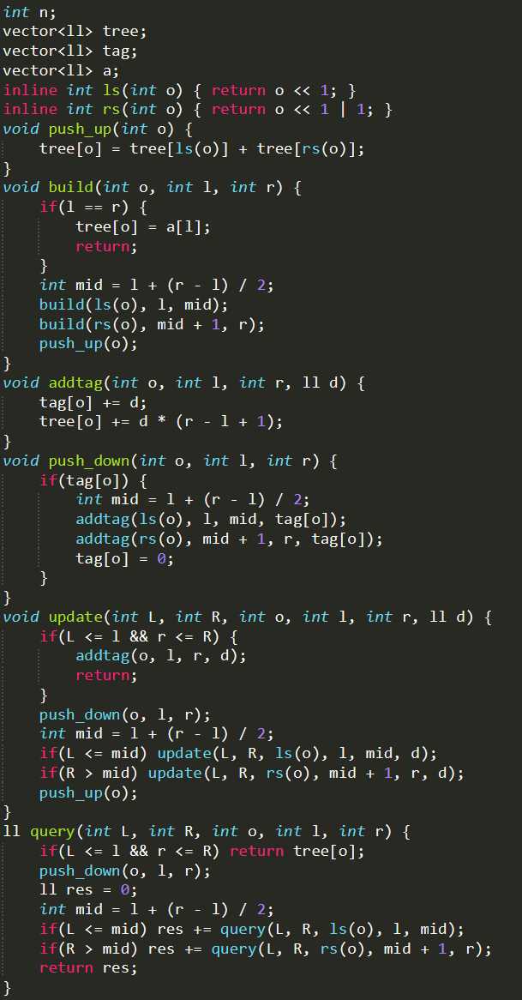 int n;
vector<ll> tree;
vector<ll> tag;
vector<ll> a;
inline int ls(int o) { return o << 1; }
inline int rs(int o) { return o << 1 | 1; }
void push_up(int o) {
    tree[o] = tree[ls(o)] + tree[rs(o)];
}
void build(int o, int l, int r) {
    if(l == r) {
        tree[o] = a[l];
        return;
    }
    int mid = l + (r - l) / 2;
    build(ls(o), l, mid);
    build(rs(o), mid + 1, r);
    push_up(o);
}
void addtag(int o, int l, int r, ll d) {
    tag[o] += d;
    tree[o] += d * (r - l + 1);
}
void push_down(int o, int l, int r) {
    if(tag[o]) {
        int mid = l + (r - l) / 2;
        addtag(ls(o), l, mid, tag[o]);
        addtag(rs(o), mid + 1, r, tag[o]);
        tag[o] = 0;
    }
}
void update(int L, int R, int o, int l, int r, ll d) {
    if(L <= l && r <= R) {
        addtag(o, l, r, d);
        return;
    }
    push_down(o, l, r);
    int mid = l + (r - l) / 2;
    if(L <= mid) update(L, R, ls(o), l, mid, d);
    if(R > mid) update(L, R, rs(o), mid + 1, r, d);
    push_up(o);
}
ll query(int L, int R, int o, int l, int r) {
    if(L <= l && r <= R) return tree[o];
    push_down(o, l, r);
    ll res = 0;
    int mid = l + (r - l) / 2;
    if(L <= mid) res += query(L, R, ls(o), l, mid);
    if(R > mid) res += query(L, R, rs(o), mid + 1, r);
    return res;
}